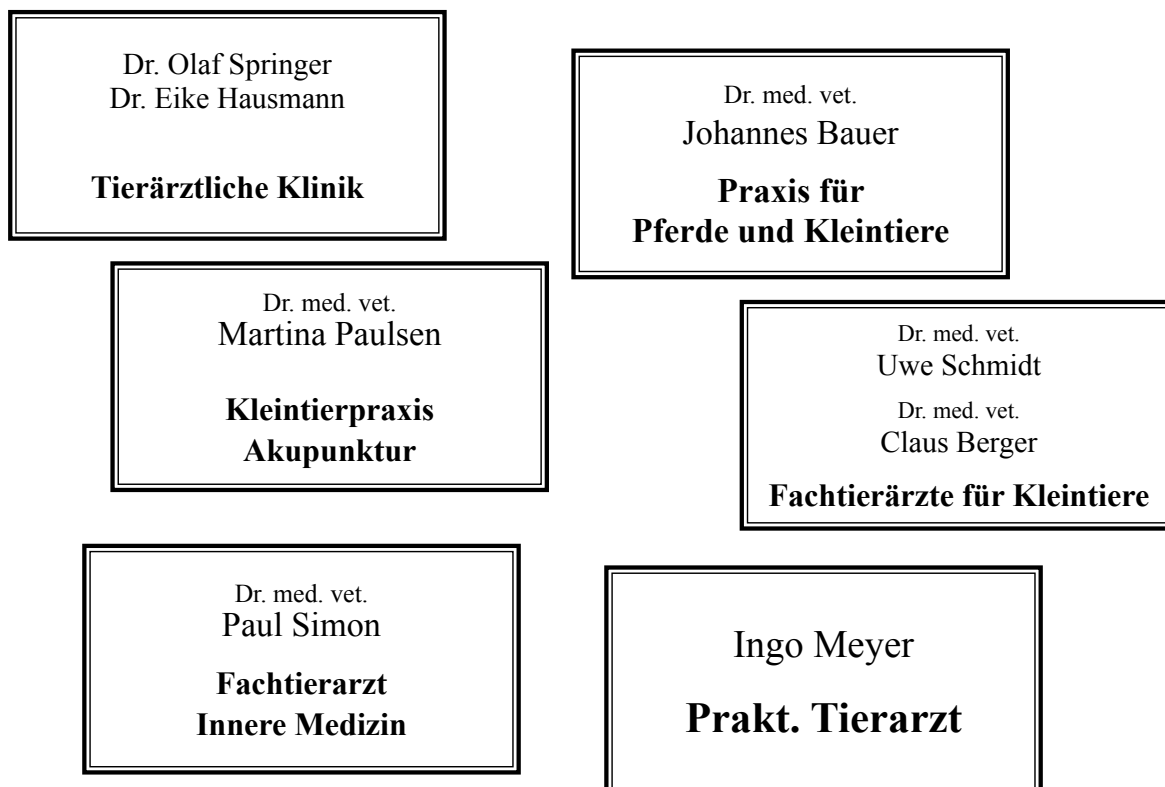 Dr. Olaf Springer
Dr. Eike Hausmann
Tierärztliche Klinik
Dr. med. vet.
Johannes Bauer
Praxis für
Pferde und Kleintiere
Dr. med. vet.
Martina Paulsen
Kleintierpraxis
Akupunktur
Dr. med. vet.
Uwe Schmidt
Dr. med. vet.
Claus Berger
Fachtierärzte für Kleintiere
Dr. med. vet.
Paul Simon
Fachtierarzt
Innere Medizin
Ingo Meyer
Prakt. Tierarzt